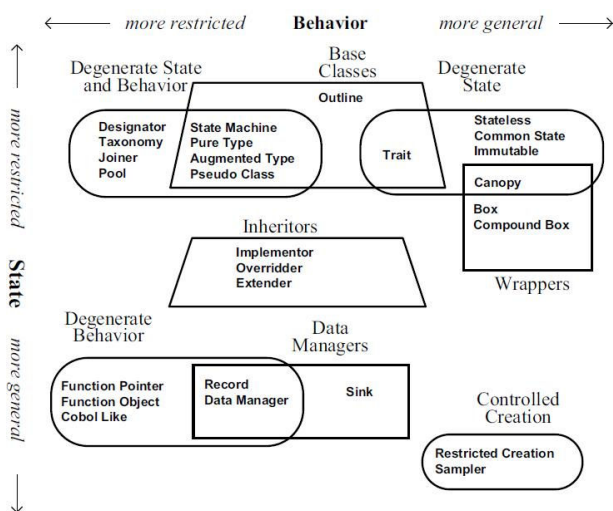 more restricted Behavior more general
Degenerate State
and Behavior
Base
Classes
Degenerate
State
Outline
Designator
Taxonomy
Joiner
Pool
State Machine
Pure Type
Augmented Type
Pseudo Class
Trait
Stateless
Common State
Immutable
Canopy
Box
Compound Box
Wrappers
more restricted
State
more general
Inheritors
Implementor
Overridder
Extender
Degenerate
Behavior
Data
Managers
Function Pointer
Function Object
Cobol Like
Record
Data Manager
Sink
Controlled
Creation
Restricted Creation
Sampler